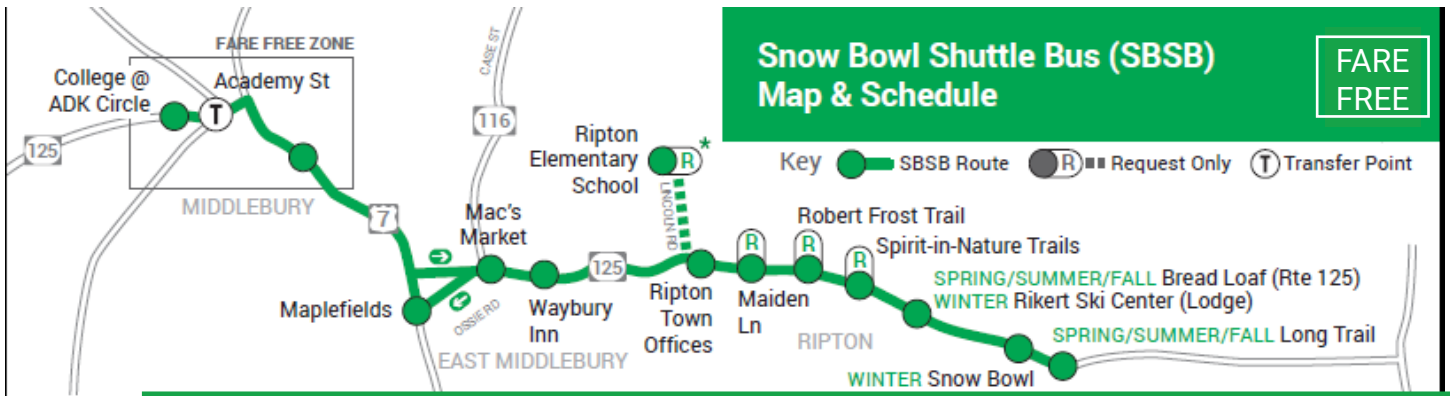 Snow Bowl Shuttle Bus (SBSB)
Map & Schedule
FARE
FREE
Key
SBSB Route
R
Request Only
T
Transfer Point
FARE FREE ZONE
College @
ADK Circle
Academy St
T
125
MIDDLEBURY
7
CASE ST
116
Mac's
Market
Maplefields
OSSIE RD
EAST MIDDLEBURY
Waybury
Inn
125
Ripton
Elementary
School
R*
LINCOLN RD
Ripton
Town
Offices
R
Maiden
Ln
R
Robert Frost Trail
R
Spirit-in-Nature Trails
RIPTON
SPRING/SUMMER/FALL Bread Loaf (Rte 125)
WINTER Rikert Ski Center (Lodge)
SPRING/SUMMER/FALL Long Trail
WINTER Snow Bowl